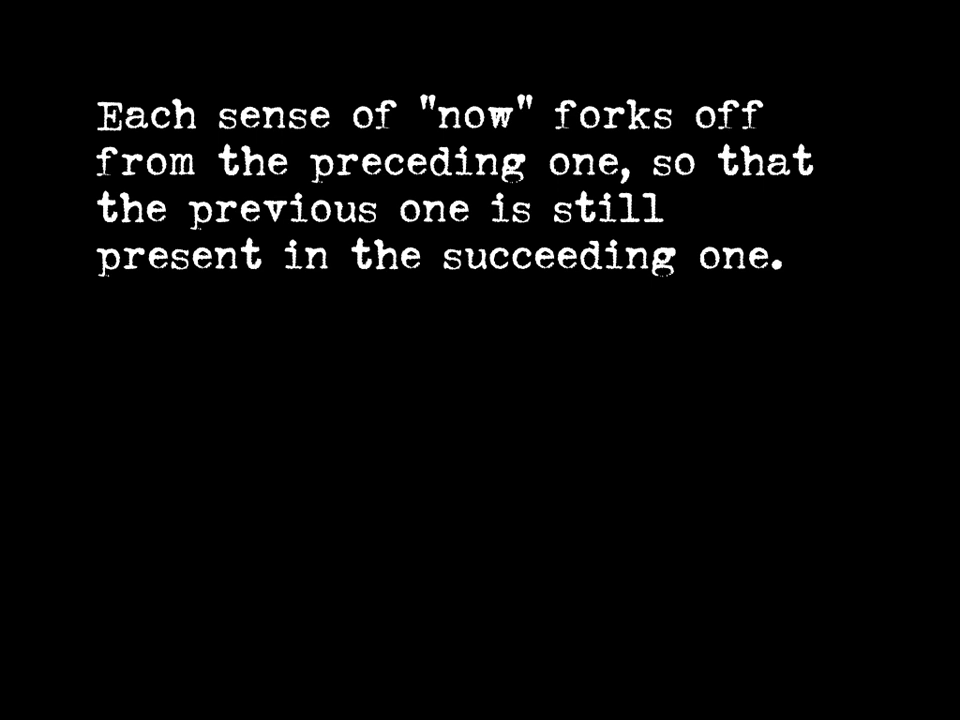 Each sense of "now" forks off
from the preceding one, so that
the previous one is still
present in the succeeding one.